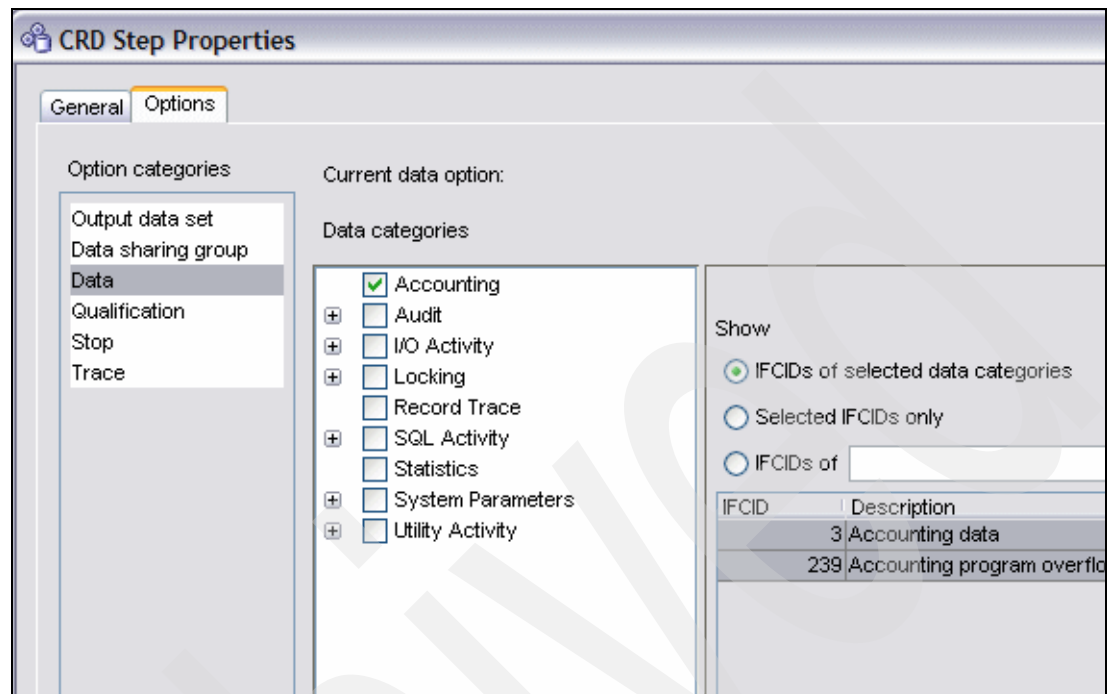 CRD Step Properties
General
Options
Option categories
Output data set
Data sharing group
Data
Qualification
Stop
Trace
Current data option:
Data categories
Accounting
Audit
I/O Activity
Locking
Record Trace
SQL Activity
Statistics
System Parameters
Utility Activity
Show
IFCIDs of selected data categories
Selected IFCIDs only
IFCIDs of
IFCID Description
3 Accounting data
239 Accounting program overflo